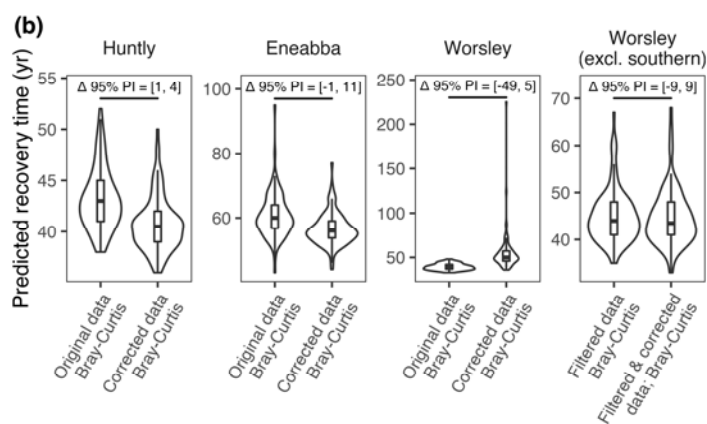 (b)
Huntly
Eneabba
Worsley
Worsley
(excl. southern)
Predicted recovery time (yr)
Δ 95% PI = [1, 4]
55
50
45
40
Original data
Bray-Curtis
Corrected data
Bray-Curtis
Δ 95% PI = [-1, 11]
100
80
60
Original data
Bray-Curtis
Corrected data
Bray-Curtis
Δ 95% PI = [-49, 5]
250
200
150
100
50
Original data
Bray-Curtis
Corrected data
Bray-Curtis
Δ 95% PI = [-9, 9]
70
60
50
40
Filtered data
Bray-Curtis
Filtered & corrected
data; Bray-Curtis